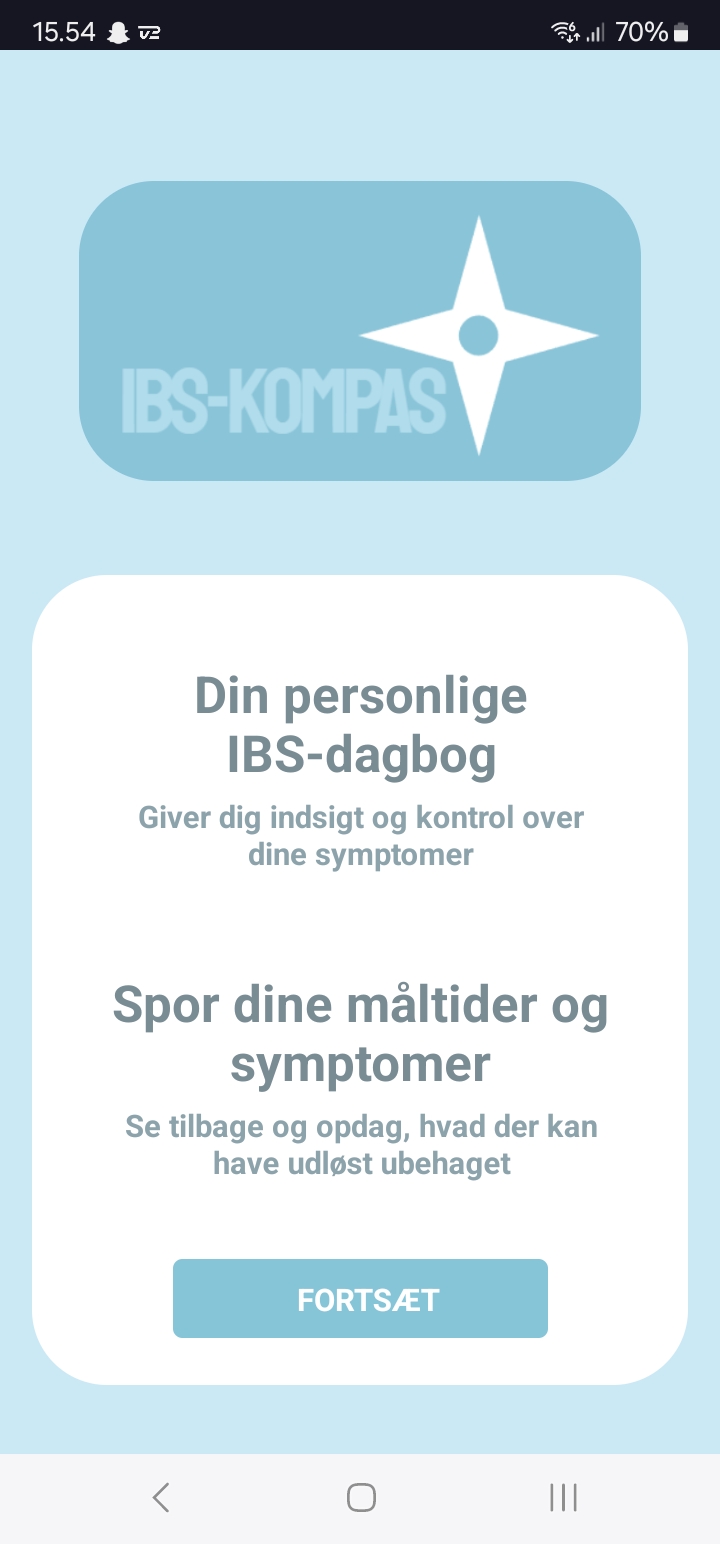 15.54
70%
IBS-KOMPAS
Din personlige
IBS-dagbog
Giver dig indsigt og kontrol over
dine symptomer
Spor dine måltider og
symptomer
Se tilbage og opdag, hvad der kan
have udløst ubehaget
FORTSÆT